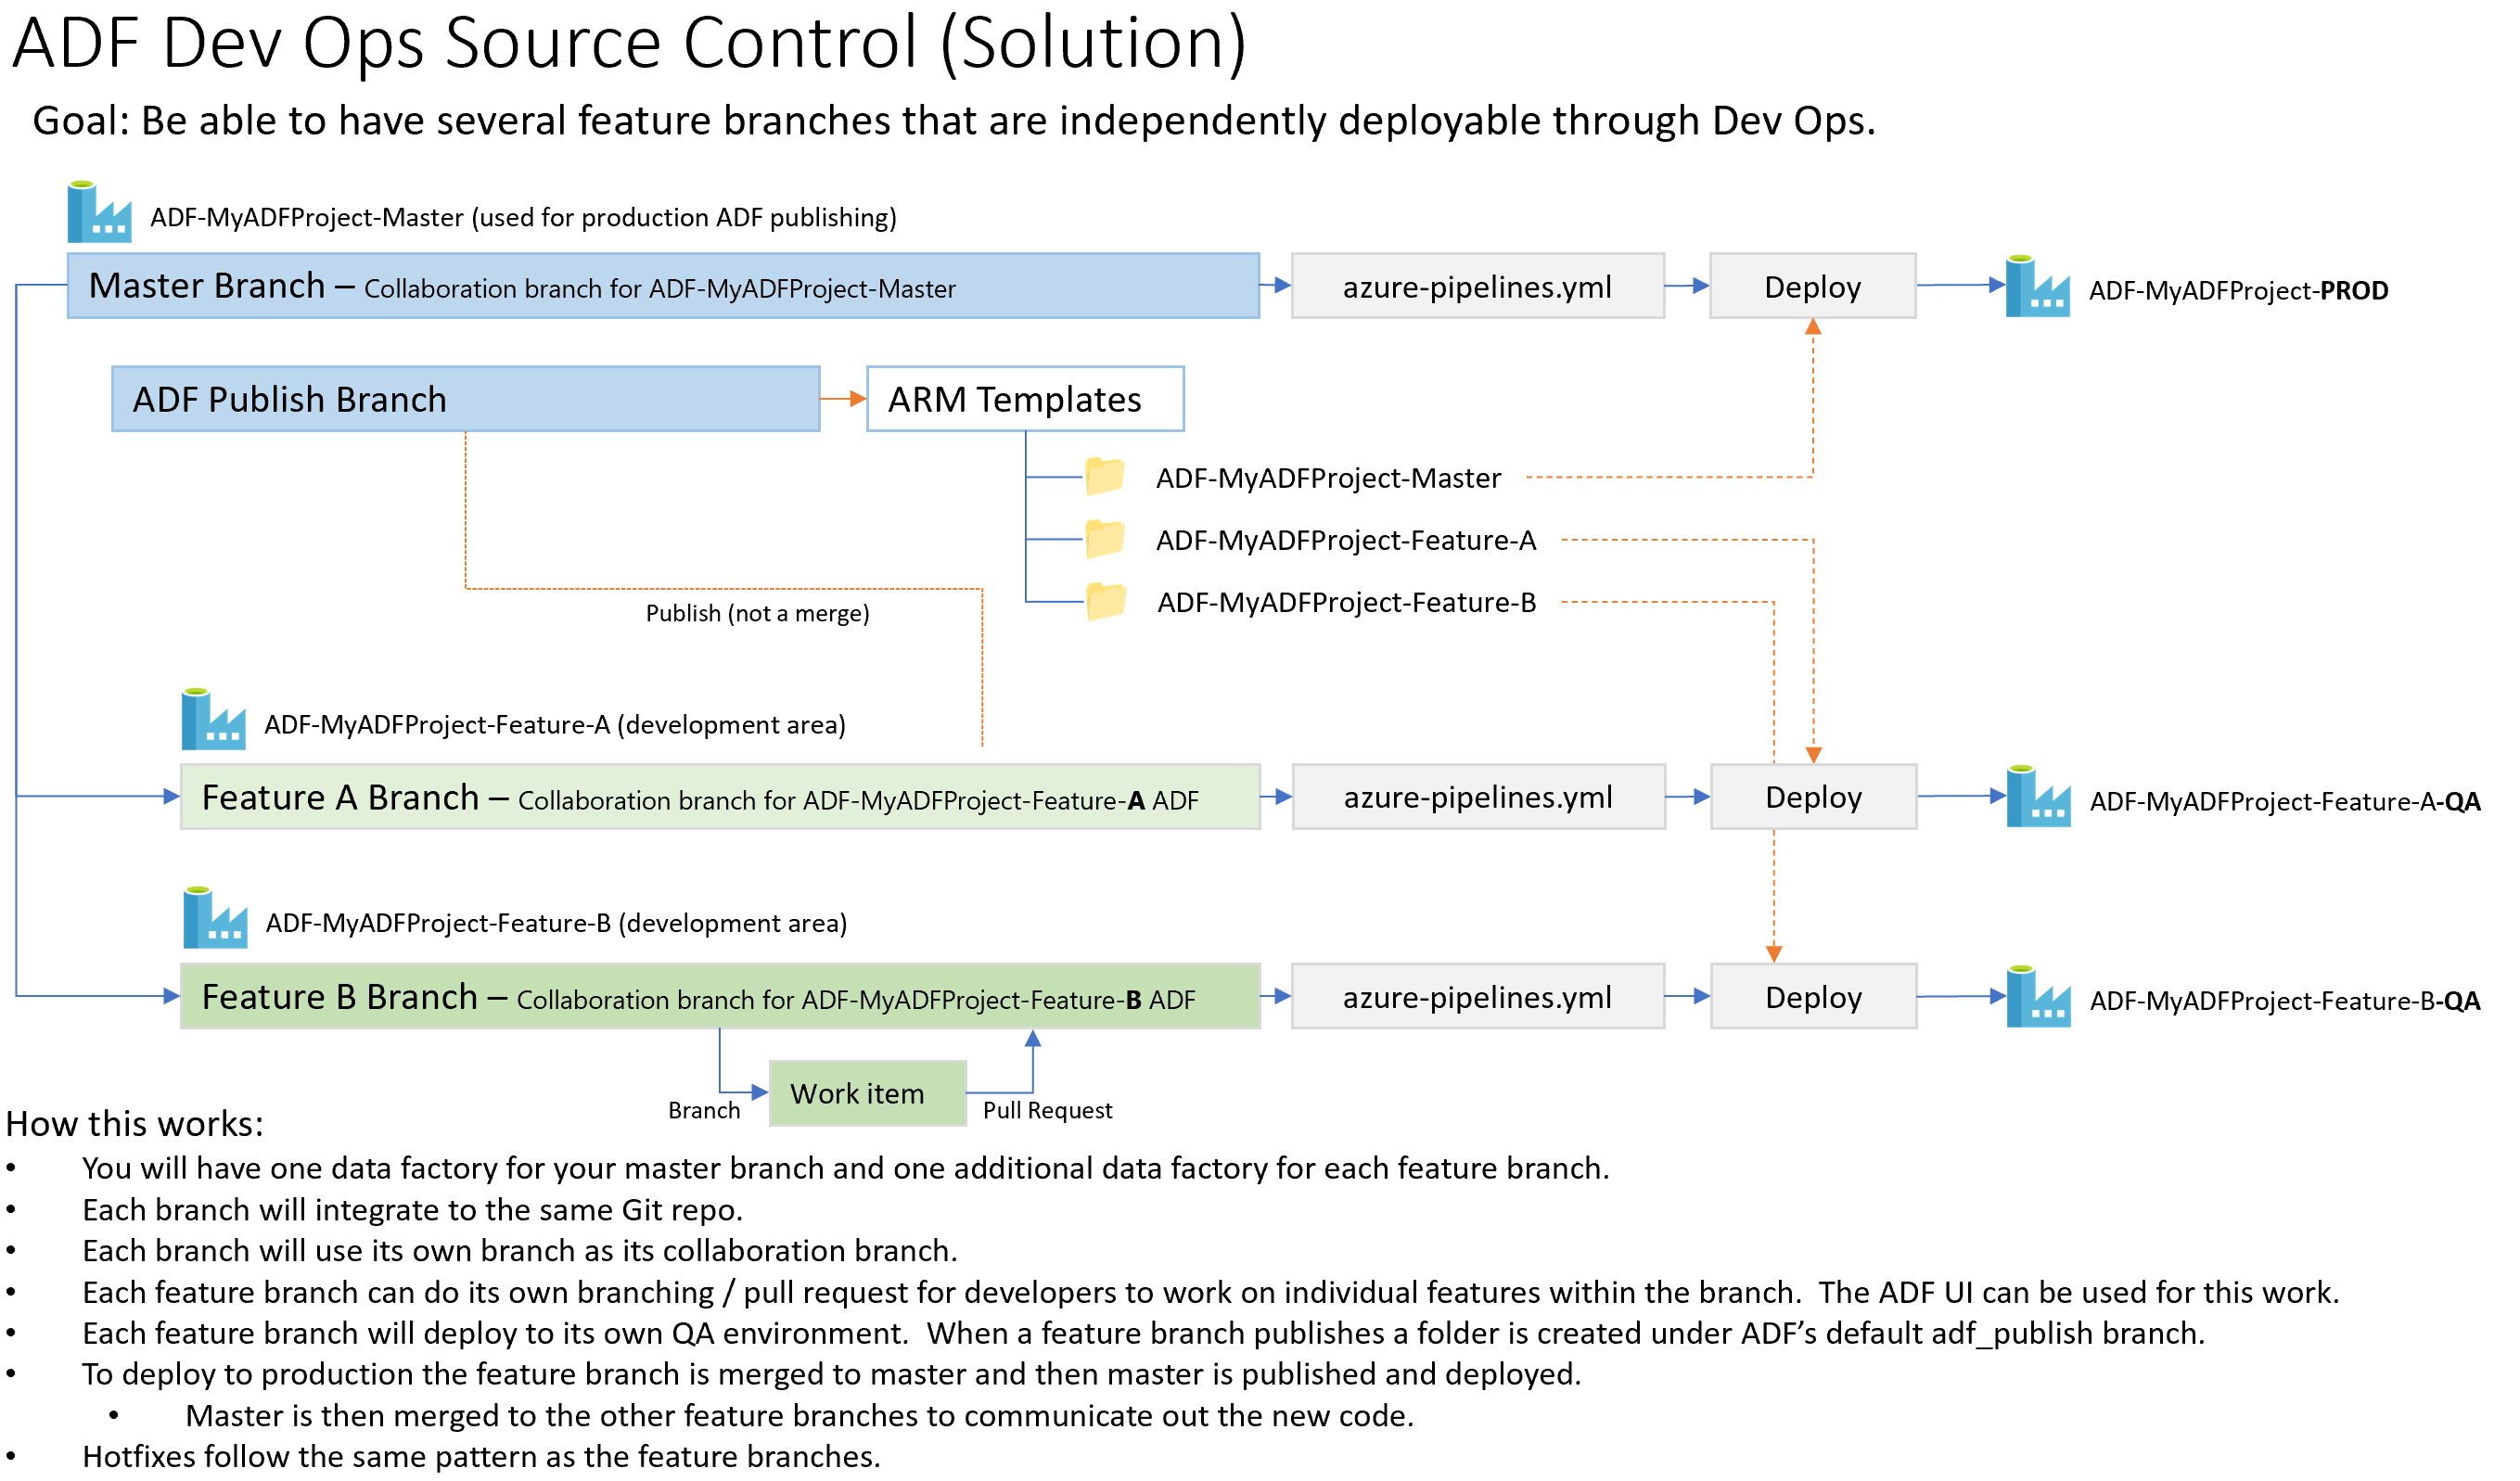 ADF Dev Ops Source Control (Solution)
Goal: Be able to have several feature branches that are independently deployable through Dev Ops.
ADF-MyADFProject-Master (used for production ADF publishing)
Master Branch – Collaboration branch for ADF-MyADFProject-Master
azure-pipelines.yml
Deploy
ADF-MyADFProject-PROD
ADF Publish Branch
ARM Templates
ADF-MyADFProject-Master
ADF-MyADFProject-Feature-A
ADF-MyADFProject-Feature-B
Publish (not a merge)
ADF-MyADFProject-Feature-A (development area)
Feature A Branch – Collaboration branch for ADF-MyADFProject-Feature-A ADF
azure-pipelines.yml
Deploy
ADF-MyADFProject-Feature-A-QA
ADF-MyADFProject-Feature-B (development area)
Feature B Branch – Collaboration branch for ADF-MyADFProject-Feature-B ADF
azure-pipelines.yml
Deploy
ADF-MyADFProject-Feature-B-QA
Work item
Branch
Pull Request
How this works:
• You will have one data factory for your master branch and one additional data factory for each feature branch.
• Each branch will integrate to the same Git repo.
• Each branch will use its own branch as its collaboration branch.
• Each feature branch can do its own branching / pull request for developers to work on individual features within the branch.  The ADF UI can be used for this work.
• Each feature branch will deploy to its own QA environment.  When a feature branch publishes a folder is created under ADF’s default adf_publish branch.
• To deploy to production the feature branch is merged to master and then master is published and deployed.
• Master is then merged to the other feature branches to communicate out the new code.
• Hotfixes follow the same pattern as the feature branches.